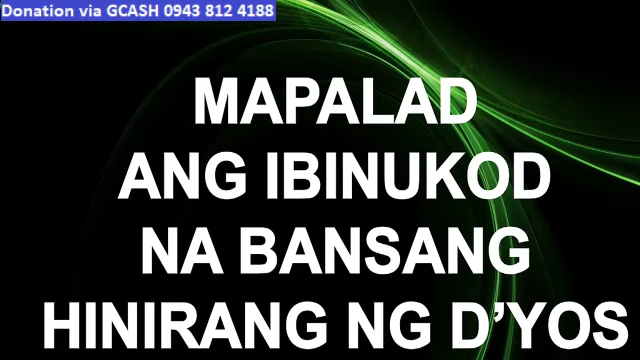 Donation via GCASH 0943 812 4188
MAPALAD
ANG IBINUKOD
NA BANSANG
HINIRANG NG D’YOS